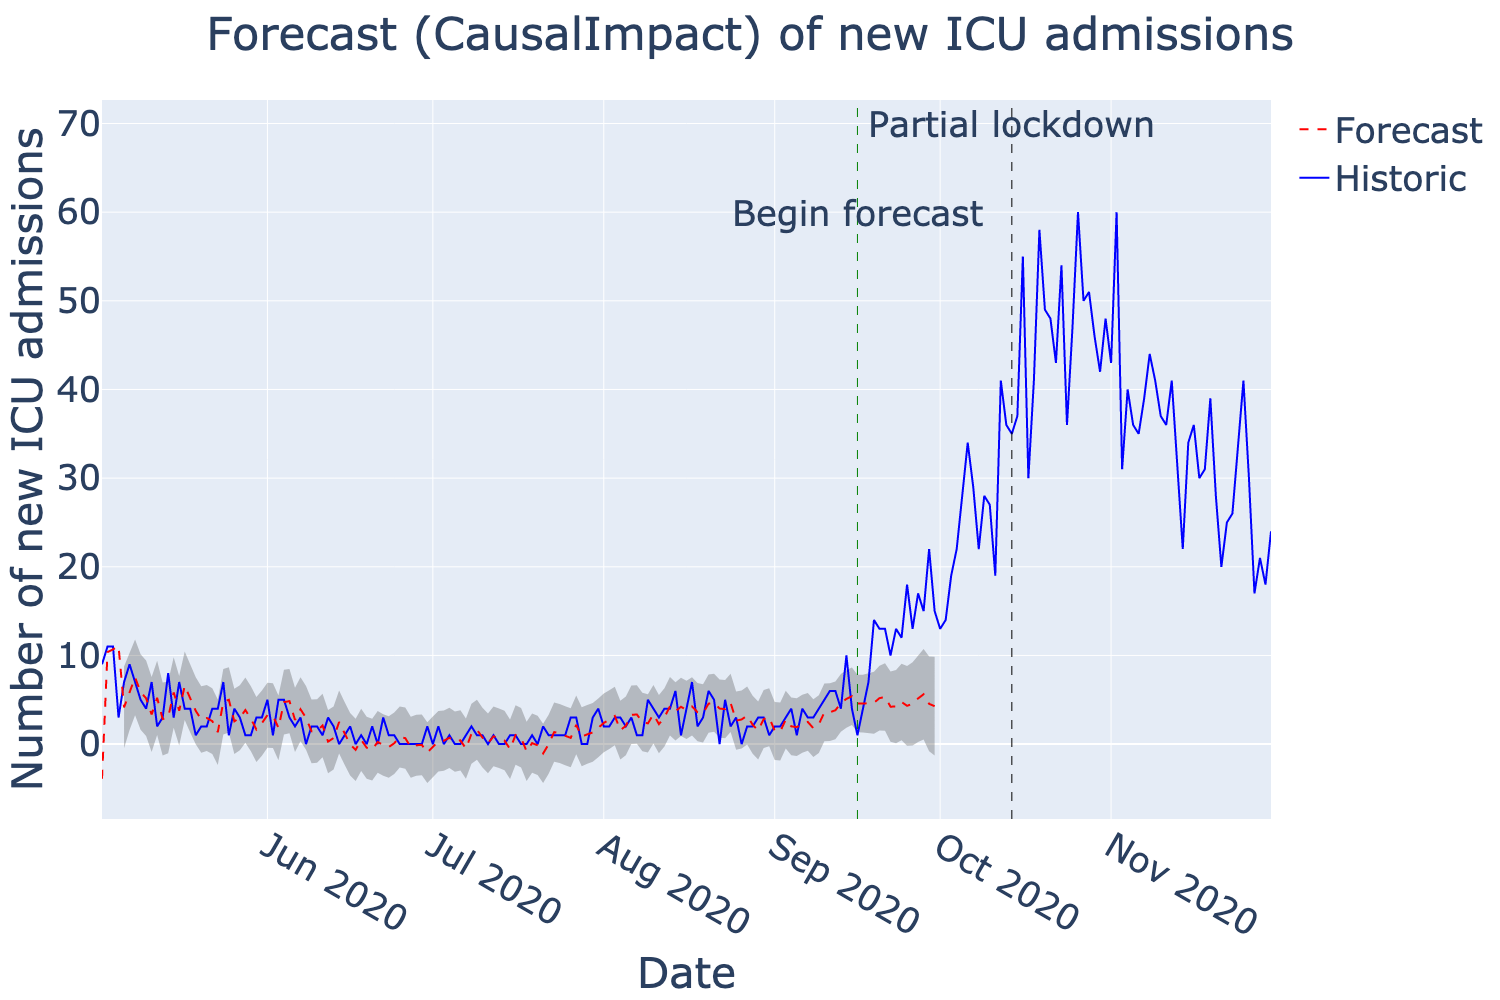 Forecast (CausalImpact) of new ICU admissions
Number of new ICU admissions
70
60
50
40
30
20
10
0
Partial lockdown
Begin forecast
Forecast
Historic
Jun 2020
Jul 2020
Aug 2020
Sep 2020
Oct 2020
Nov 2020
Date